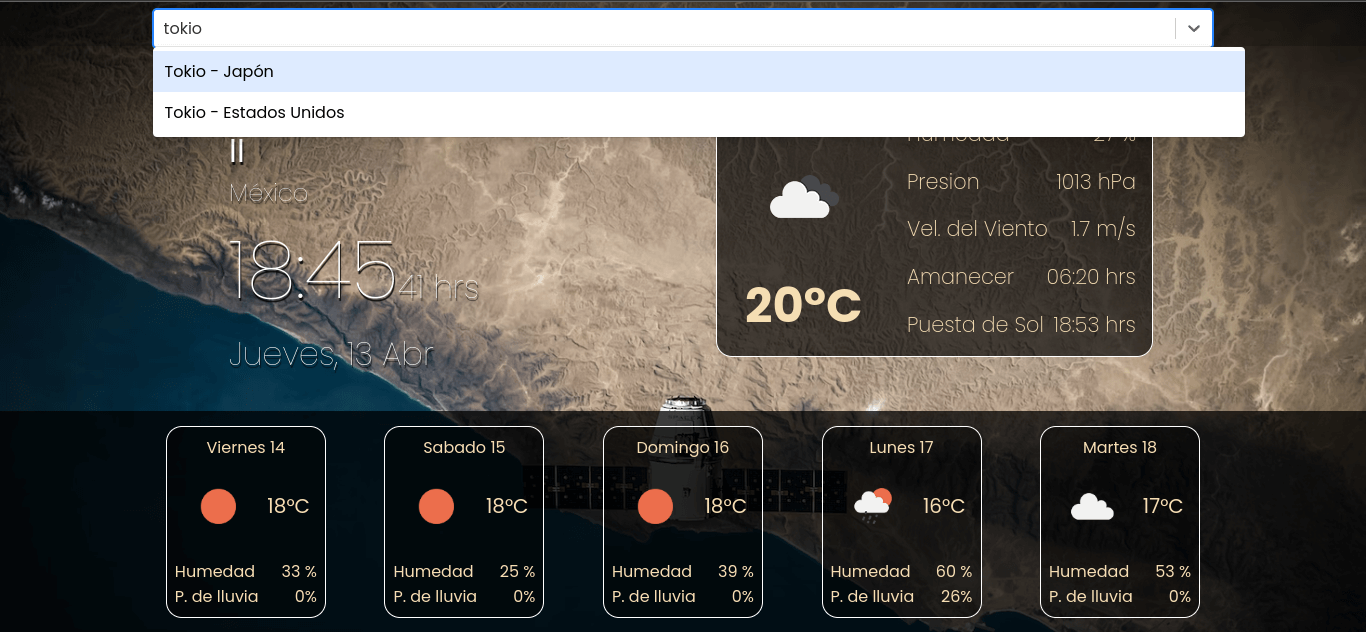 tokio
Tokio - Japón
Tokio - Estados Unidos
México
18:45 41 hrs
Jueves, 13 Abr
20°C
Humedad 27 %
Presion 1013 hPa
Vel. del Viento 1.7 m/s
Amanecer 06:20 hrs
Puesta de Sol 18:53 hrs
Viernes 14
18°C
Humedad 33 %
P. de lluvia 0%
Sabado 15
18°C
Humedad 25 %
P. de lluvia 0%
Domingo 16
18°C
Humedad 39 %
P. de lluvia 0%
Lunes 17
16°C
Humedad 60 %
P. de lluvia 26%
Martes 18
17°C
Humedad 53 %
P. de lluvia 0%